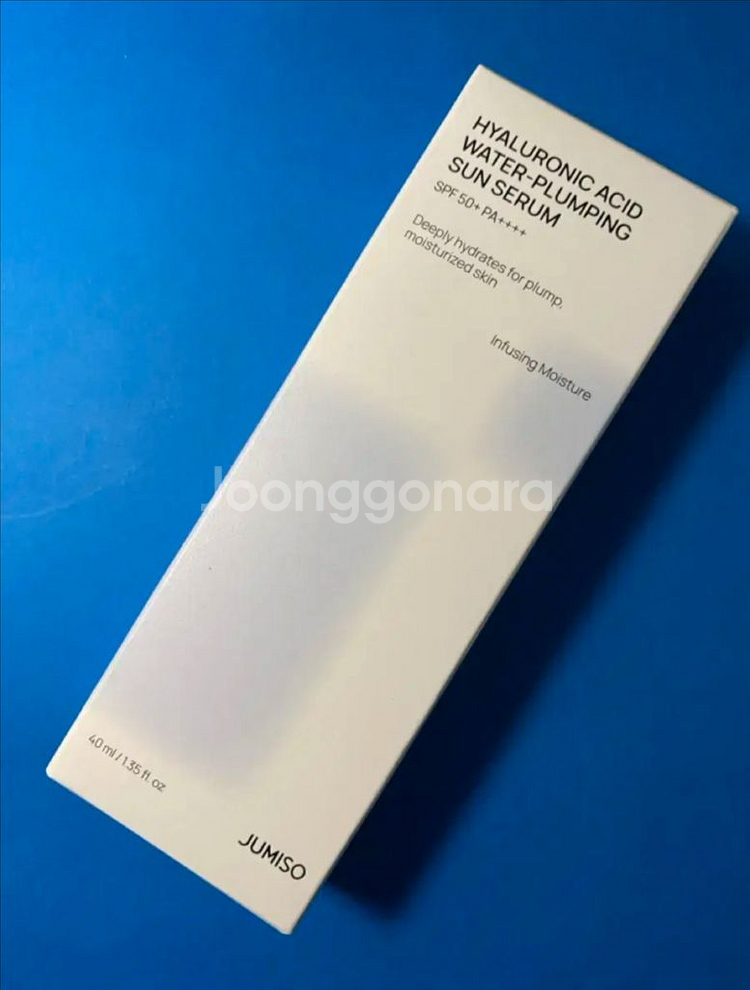 HYALURONIC ACID
WATER-PLUMPING
SUN SERUM
SPF 50+ PA++++
Deeply hydrates for plump,
moisturized skin
Infusing Moisture
Joonggonara
40 ml / 1.35 fl. oz
JUMISO